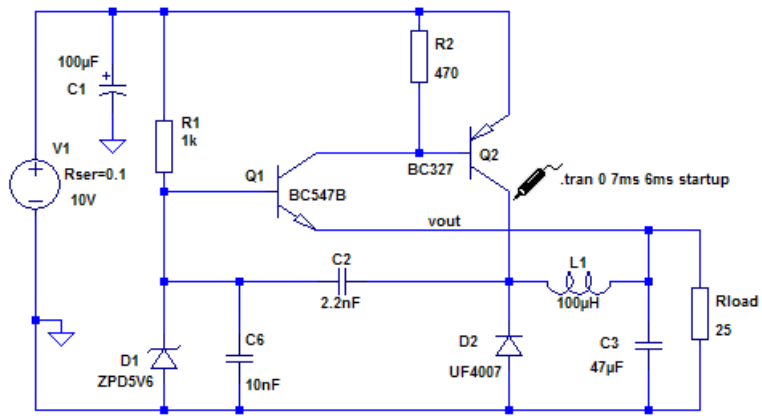 R2
470
100µF
C1
+
R1
1k
V1
Rser=0.1
10V
Q1
BC547B
BC327
Q2
.tran 0 7ms 6ms startup
vout
C2
2.2nF
L1
100µH
Rload
25
D1
ZPD5V6
C6
10nF
D2
UF4007
C3
47µF